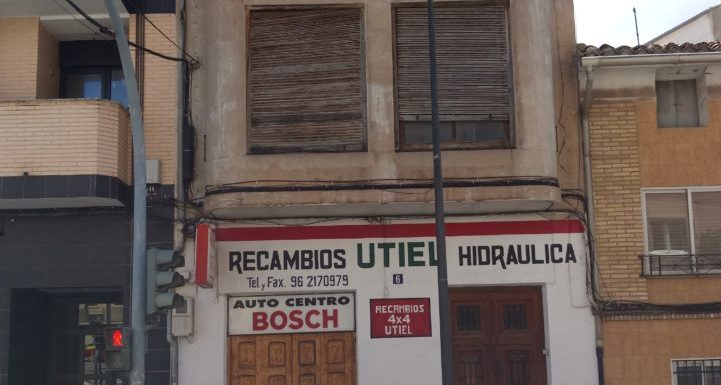 RECAMBIOS UTIEL HIDRAULICA
Tel. y Fax. 96 2170979
6
AUTO CENTRO
BOSCH
RECAMBIOS
4x4
UTIEL